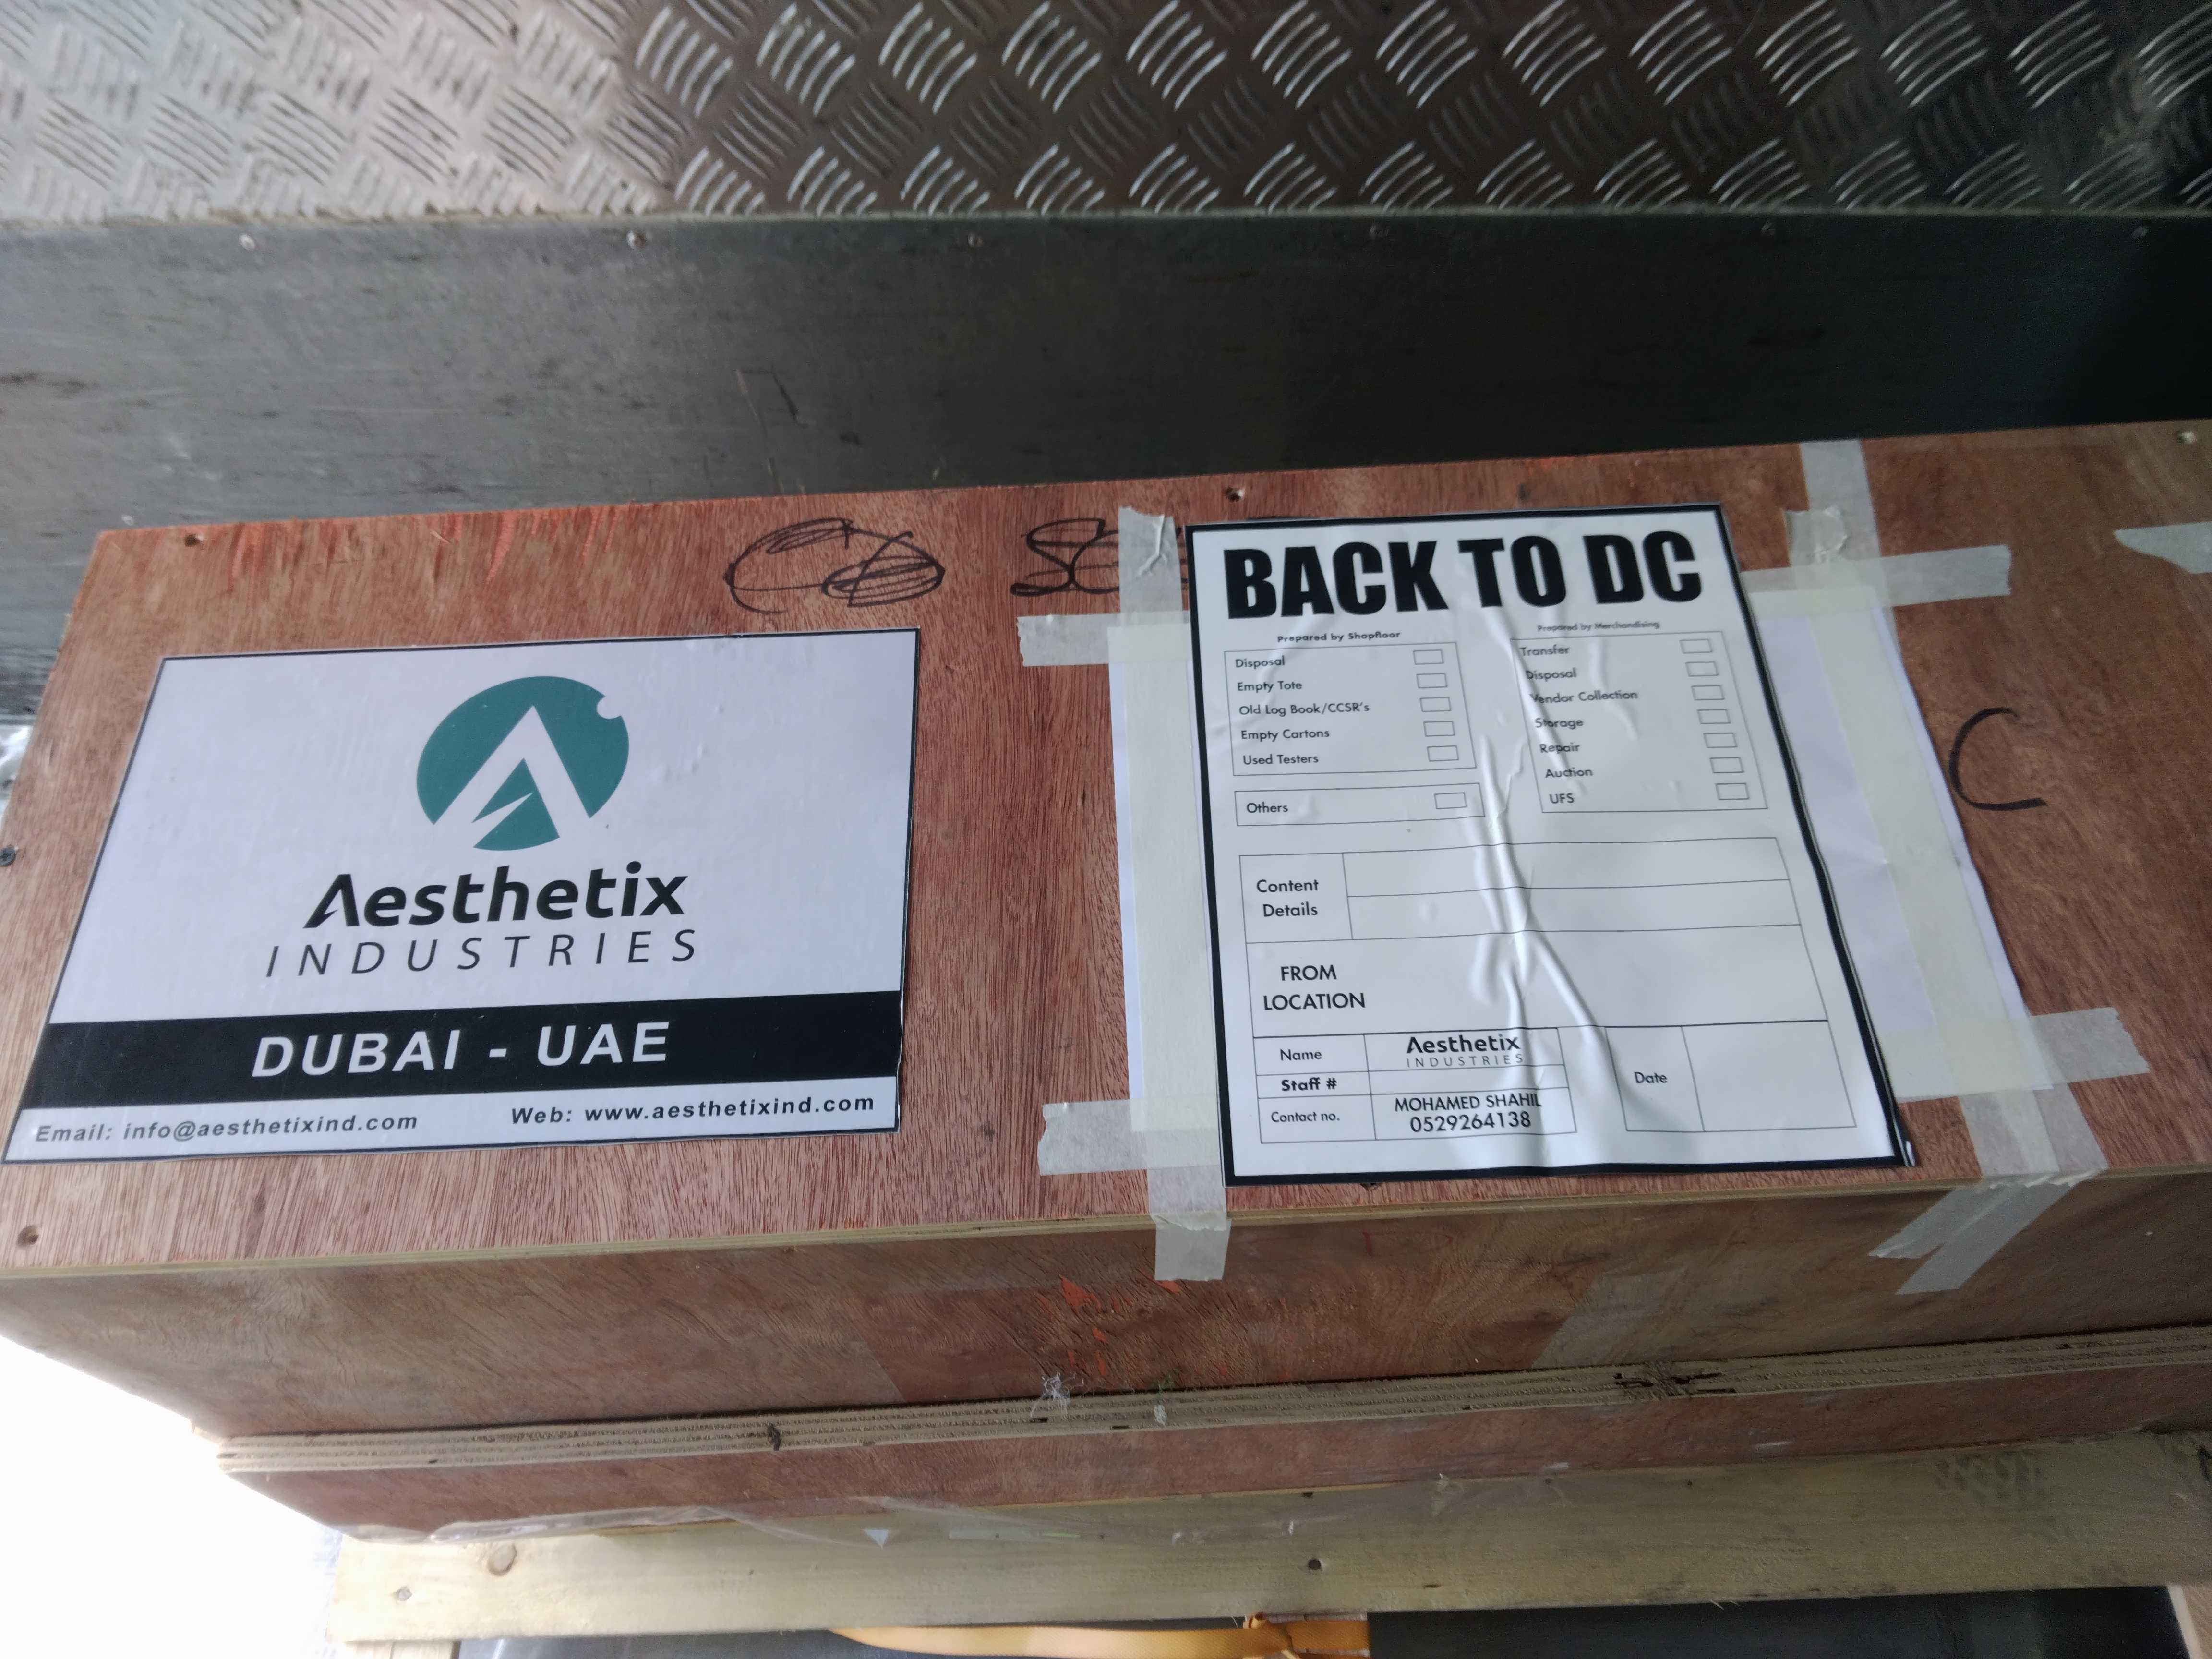 Aesthetix
INDUSTRIES
DUBAI - UAE
Email: info@aesthetixind.com
Web: www.aesthetixind.com
BACK TO DC
Prepared by Shopfloor
Disposal
Empty Tote
Old Log Book/CCSR's
Empty Cartons
Used Testers
Others
Prepared by Merchandising
Transfer
Disposal
Vendor Collection
Storage
Repair
Auction
UFS
Content
Details
FROM
LOCATION
Name
Aesthetix
INDUSTRIES
Staff #
Contact no.
MOHAMED SHAHIL
0529264138
Date
C